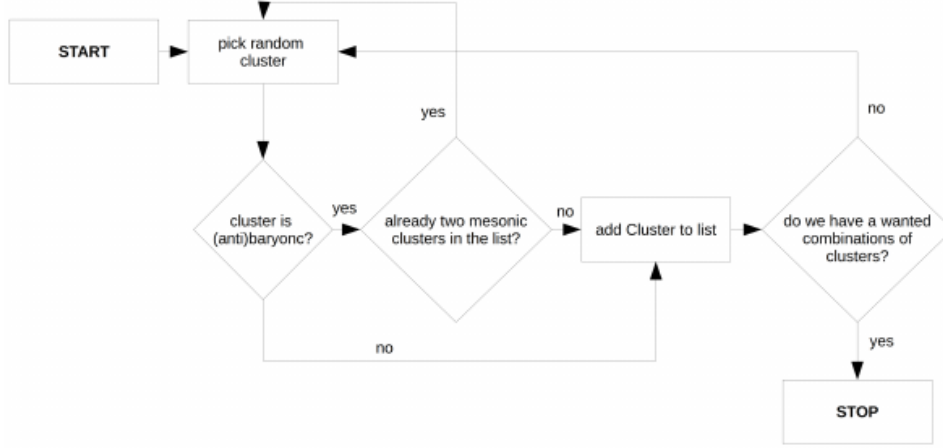 START
pick random
cluster
yes
no
cluster is
(anti)baryonc?
yes
already two mesonic
clusters in the list?
no
add Cluster to list
do we have a wanted
combinations of
clusters?
no
yes
STOP